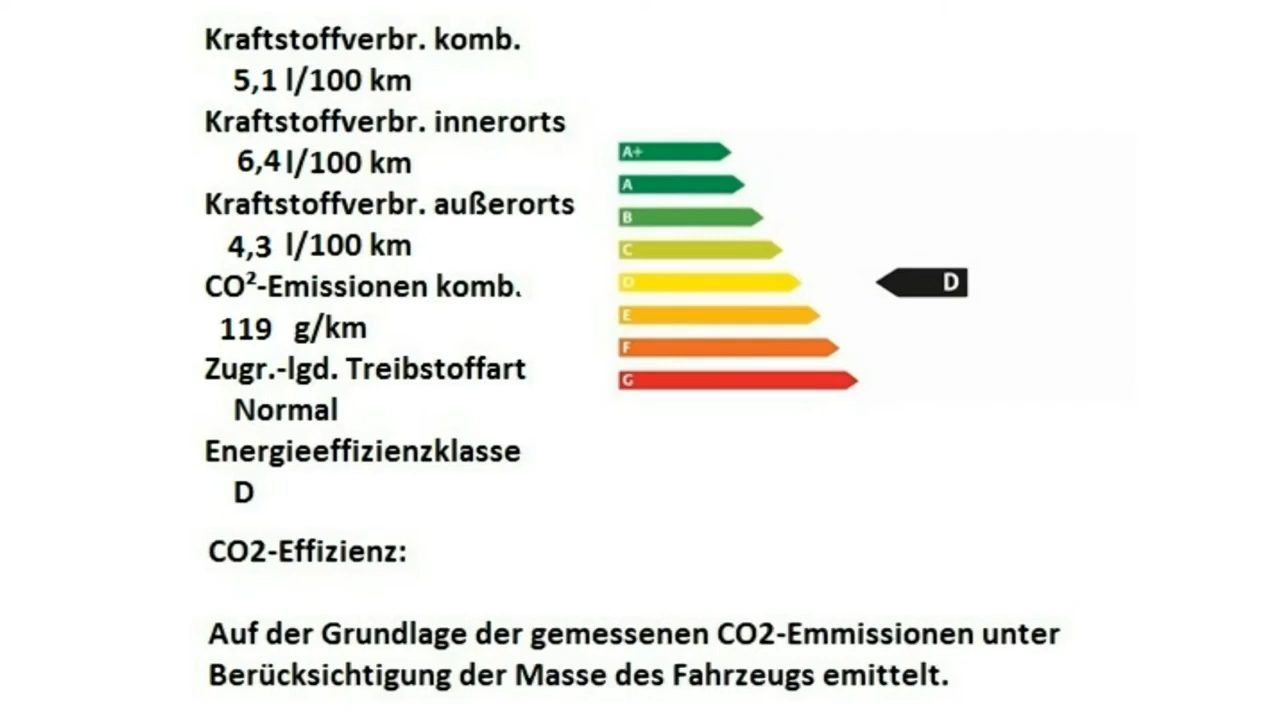 Kraftstoffverbr. komb.
5,1 l/100 km
Kraftstoffverbr. innerorts
6,4 l/100 km
Kraftstoffverbr. außerorts
4,3 l/100 km
CO²-Emissionen komb.
119 g/km
Zugr.-lgd. Treibstoffart
Normal
Energieeffizienzklasse
D
A+
A
B
C
D
D
E
F
G
CO2-Effizienz:
Auf der Grundlage der gemessenen CO2-Emmissionen unter
Berücksichtigung der Masse des Fahrzeugs emittelt.